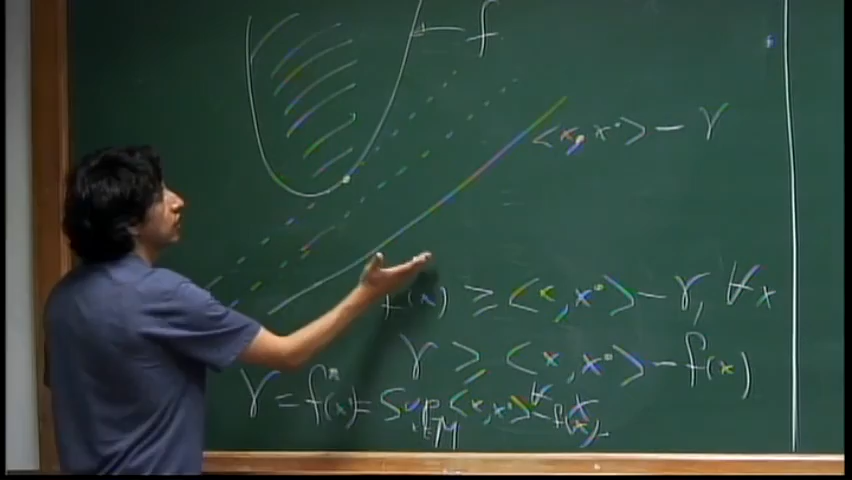 f
<x, x°> - γ
f(x) ≥ <x, x°> - γ, ∀x
γ ≥ <x, x°> - f(x)
∀x
γ = f*(x°) = Sup <x, x°> - f(x)